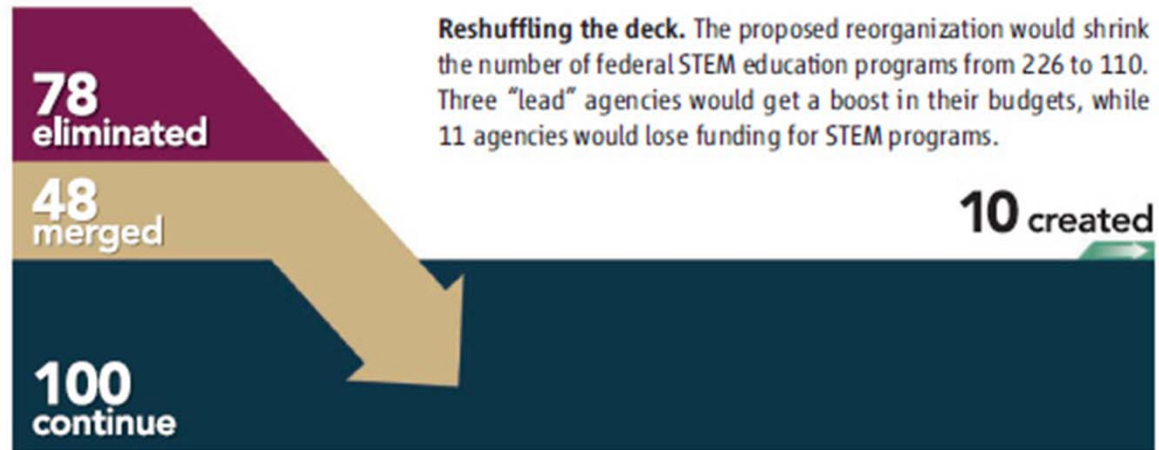 Reshuffling the deck. The proposed reorganization would shrink
the number of federal STEM education programs from 226 to 110.
Three “lead” agencies would get a boost in their budgets, while
11 agencies would lose funding for STEM programs.
78
eliminated
48
merged
10 created
100
continue